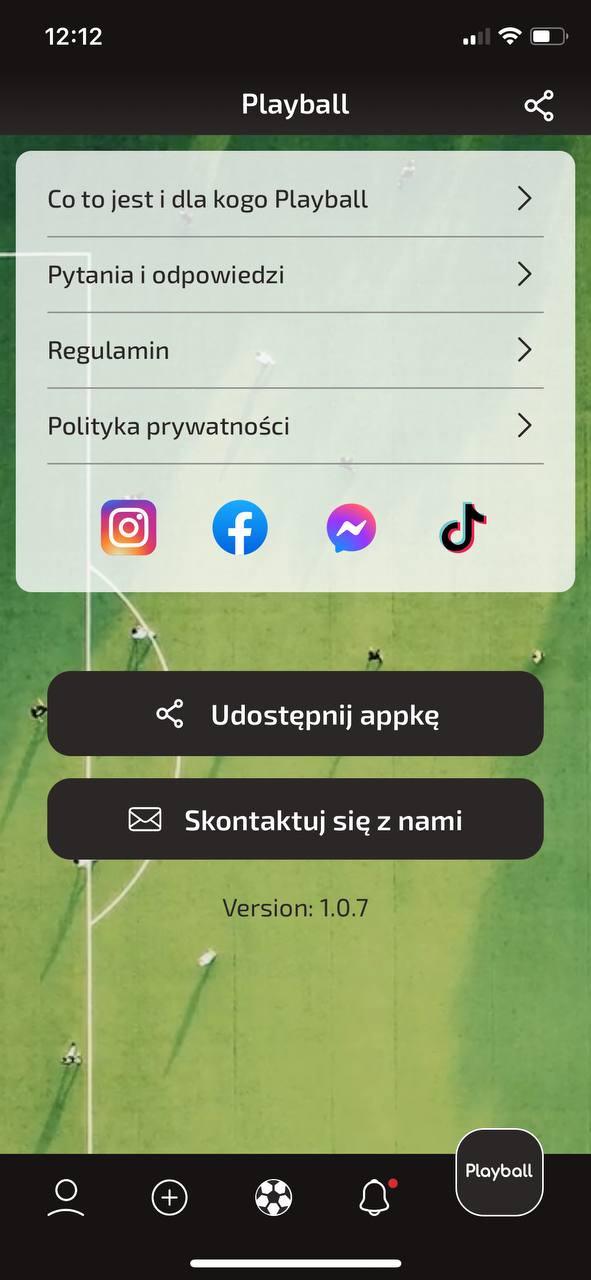 12:12
Playball
Co to jest i dla kogo Playball
Pytania i odpowiedzi
Regulamin
Polityka prywatności
Udostępnij appkę
Skontaktuj się z nami
Version: 1.0.7
Playball